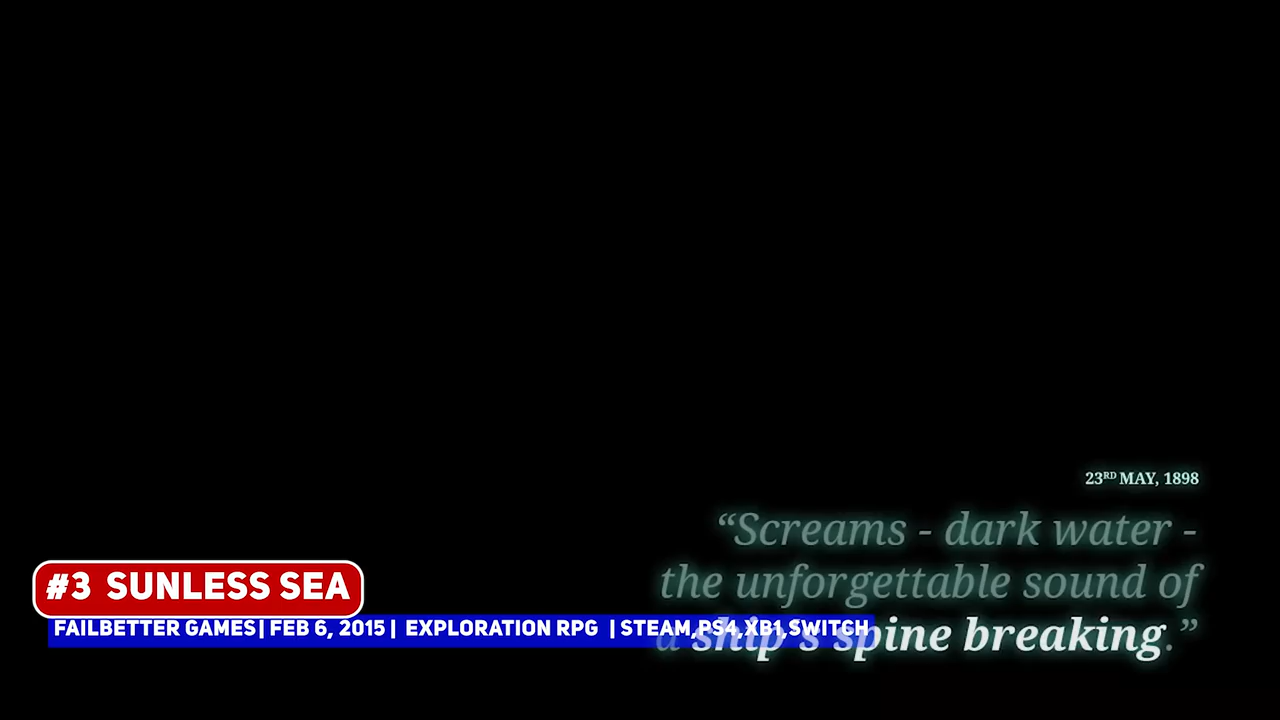 23RD MAY, 1898
“Screams - dark water -
the unforgettable sound of
a ship's spine breaking.”
#3 SUNLESS SEA
FAILBETTER GAMES| FEB 6, 2015 | EXPLORATION RPG | STEAM,PS4,XB1,SWITCH